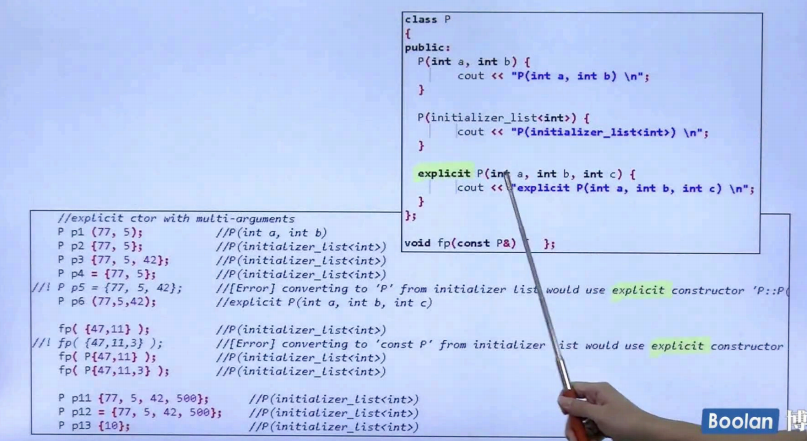 class P
{
public:
P(int a, int b) {
cout << "P(int a, int b) \n";
}
P(initializer_list<int>) {
cout << "P(initializer_list<int>) \n";
}
explicit P(int a, int b, int c) {
cout << "explicit P(int a, int b, int c) \n";
}
};
void fp(const P&) { };
//explicit ctor with multi-arguments
P p1 (77, 5); //P(int a, int b)
P p2 {77, 5}; //P(initializer_list<int>)
P p3 {77, 5, 42}; //P(initializer_list<int>)
P p4 = {77, 5}; //P(initializer_list<int>)
//! P p5 = {77, 5, 42}; //[Error] converting to 'P' from initializer list would use explicit constructor 'P::P(
P p6 (77,5,42); //explicit P(int a, int b, int c)
fp( {47,11} ); //P(initializer_list<int>)
//! fp( {47,11,3} ); //[Error] converting to 'const P' from initializer list would use explicit constructor
fp( P{47,11} ); //P(initializer_list<int>)
fp( P{47,11,3} ); //P(initializer_list<int>)
P p11 {77, 5, 42, 500}; //P(initializer_list<int>)
P p12 = {77, 5, 42, 500}; //P(initializer_list<int>)
P p13 {10}; //P(initializer_list<int>)
Boolan 博